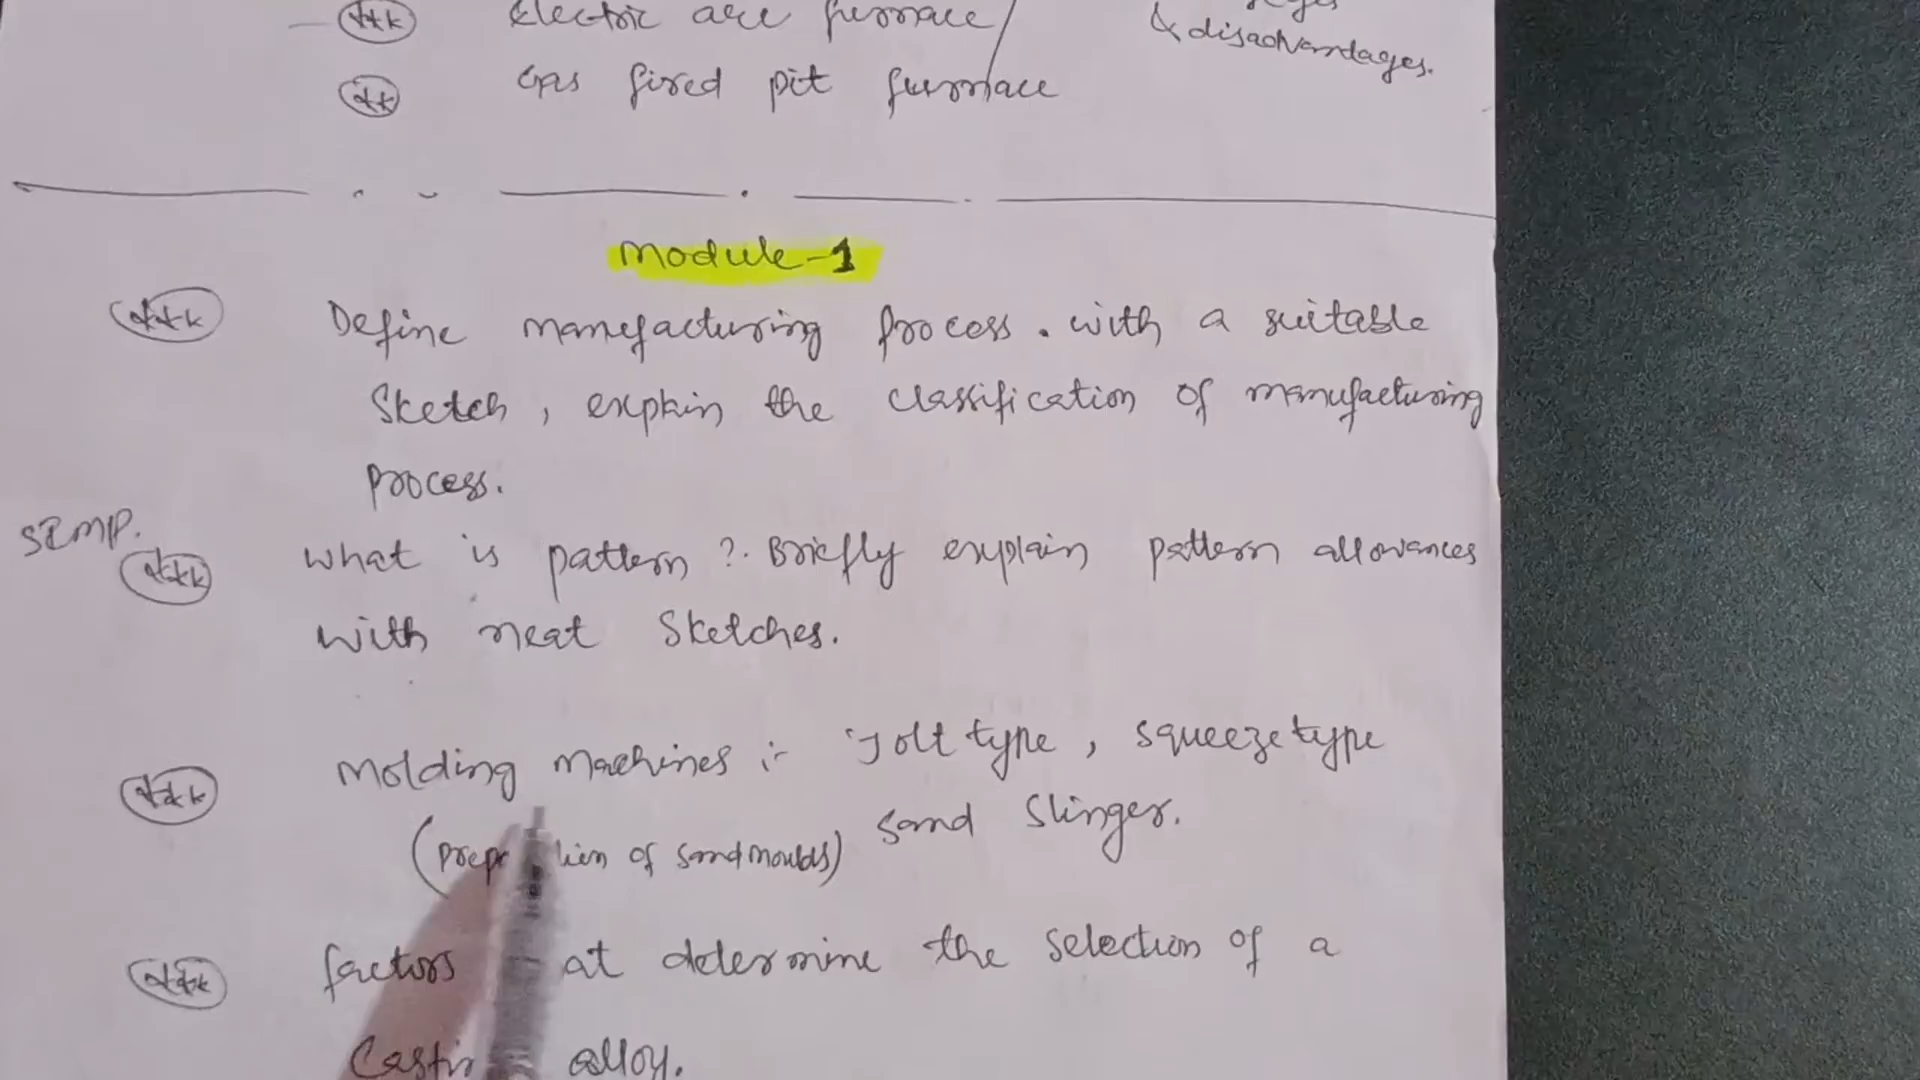 *** Electric arc furnace/
& disadvantages.
** Gas fired pit furnace
Module-1
*** Define manufacturing process. with a suitable
Sketch, explain the classification of manufacturing
process.
SIMP.
*** What is pattern?. Briefly explain pattern allowances
with neat Sketches.
*** Molding machines :- Jolt type, squeeze type
(prep of sand moulds) sand slinger.
*** factors at determine the selection of a
alloy.